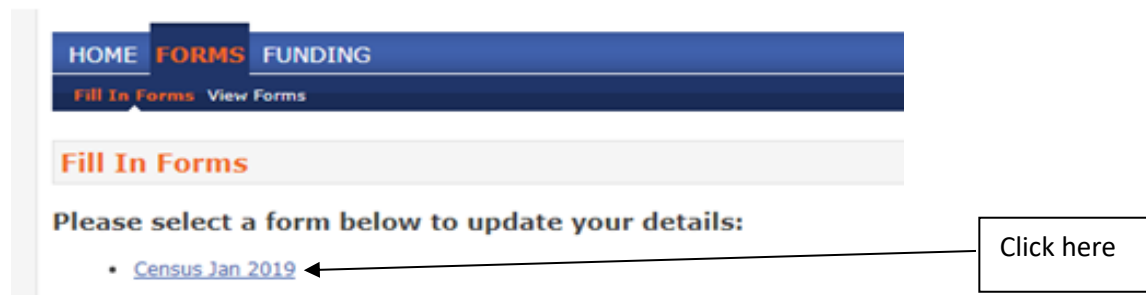 HOME FORMS FUNDING
Fill In Forms View Forms
Fill In Forms
Please select a form below to update your details:
• Census Jan 2019
Click here